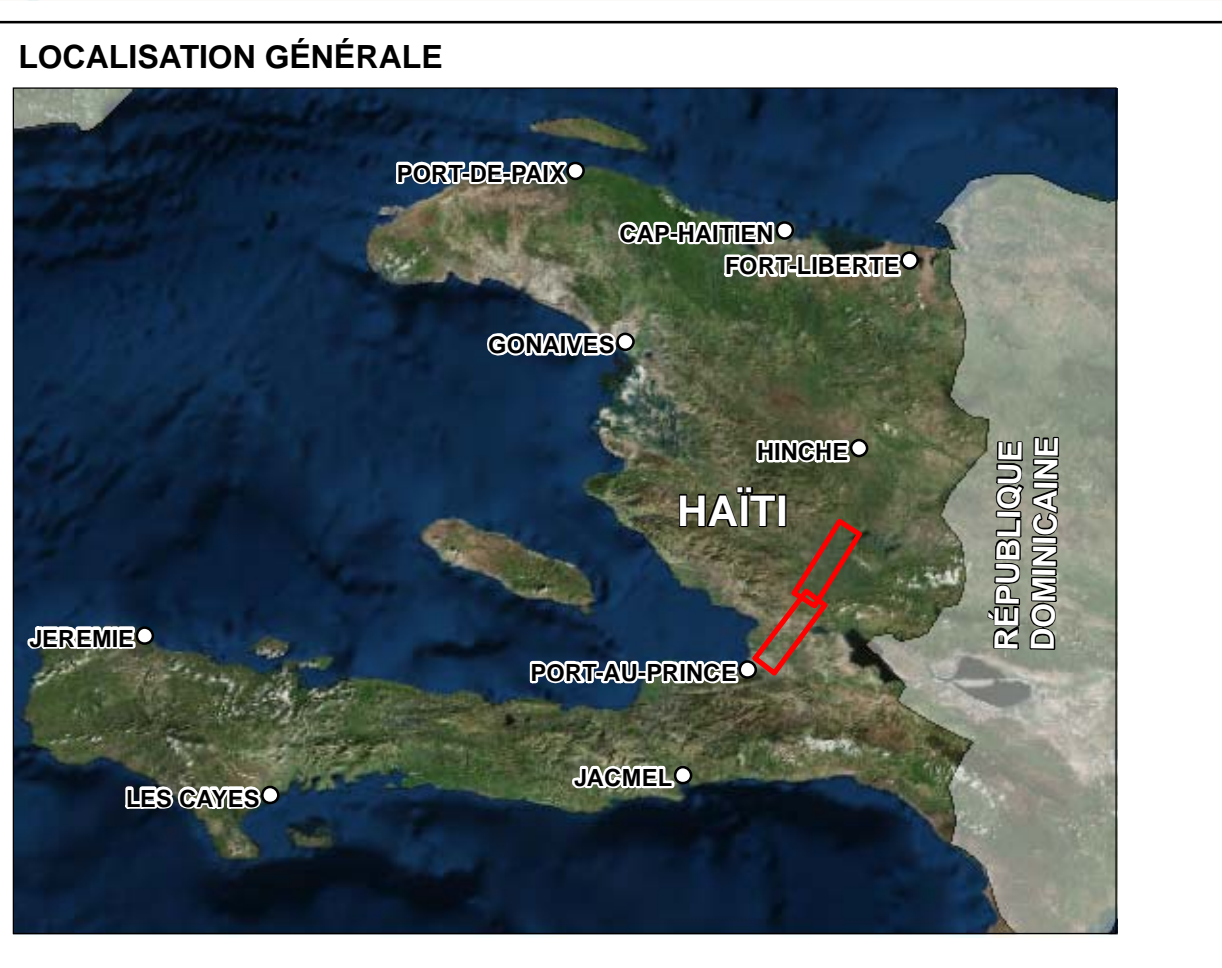 LOCALISATION GÉNÉRALE
PORT-DE-PAIX
CAP-HAITIEN
FORT-LIBERTE
GONAIVES
HINCHE
HAÏTI
RÉPUBLIQUE
DOMINICAINE
JEREMIE
PORT-AU-PRINCE
JACMEL
LES CAYES